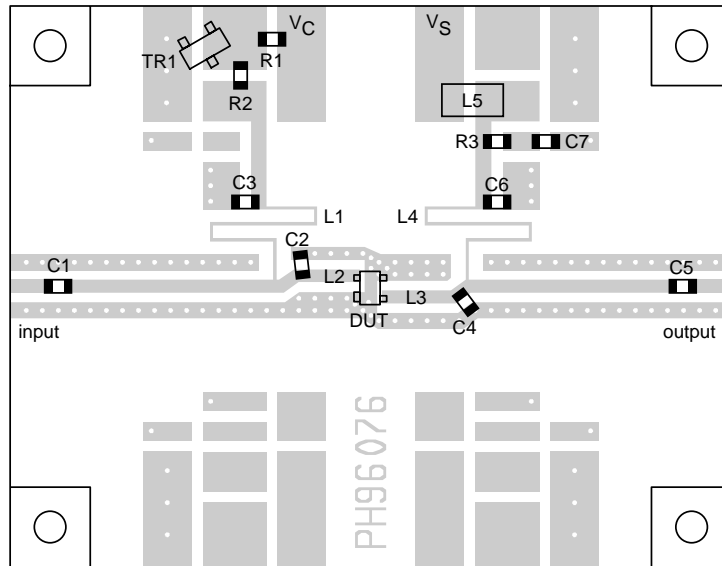 VC
VS
TR1
R1
R2
L5
R3
C7
C3
C6
L1
L4
C2
C1
L2
C5
L3
DUT
C4
input
output
PH96076